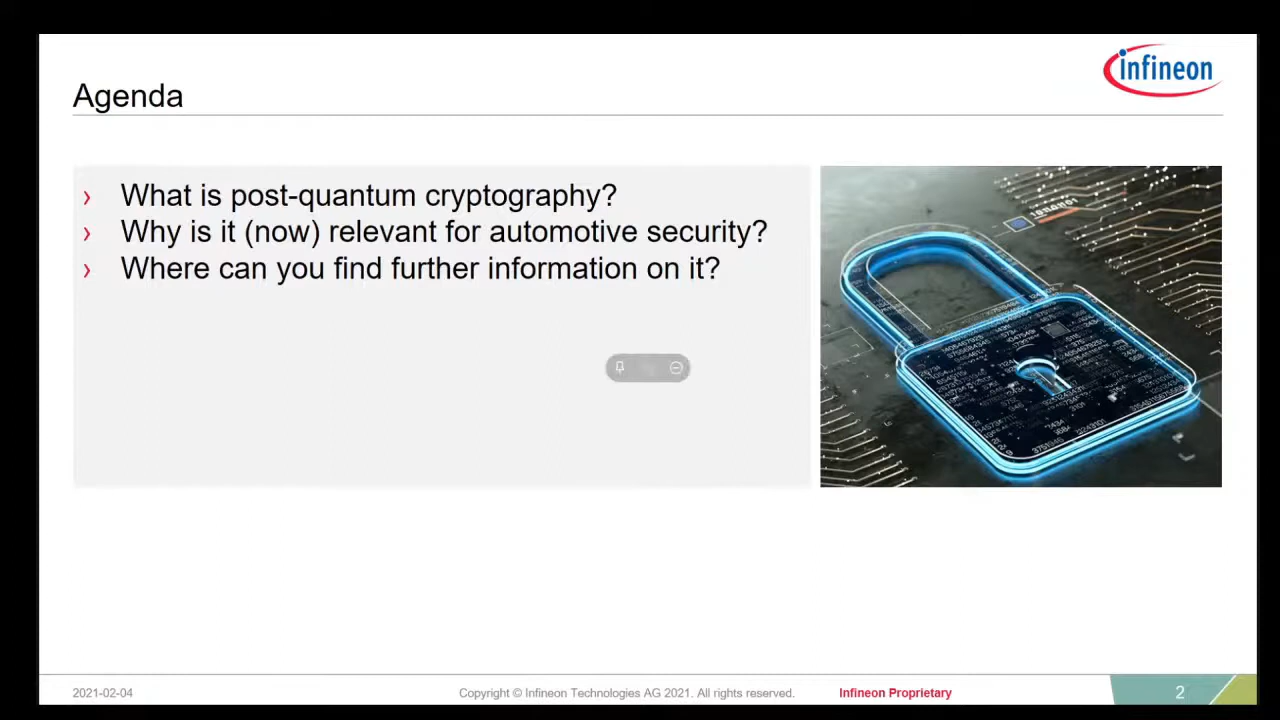 infineon
Agenda
› What is post-quantum cryptography?
› Why is it (now) relevant for automotive security?
› Where can you find further information on it?
2021-02-04
Copyright © Infineon Technologies AG 2021. All rights reserved.
Infineon Proprietary
2